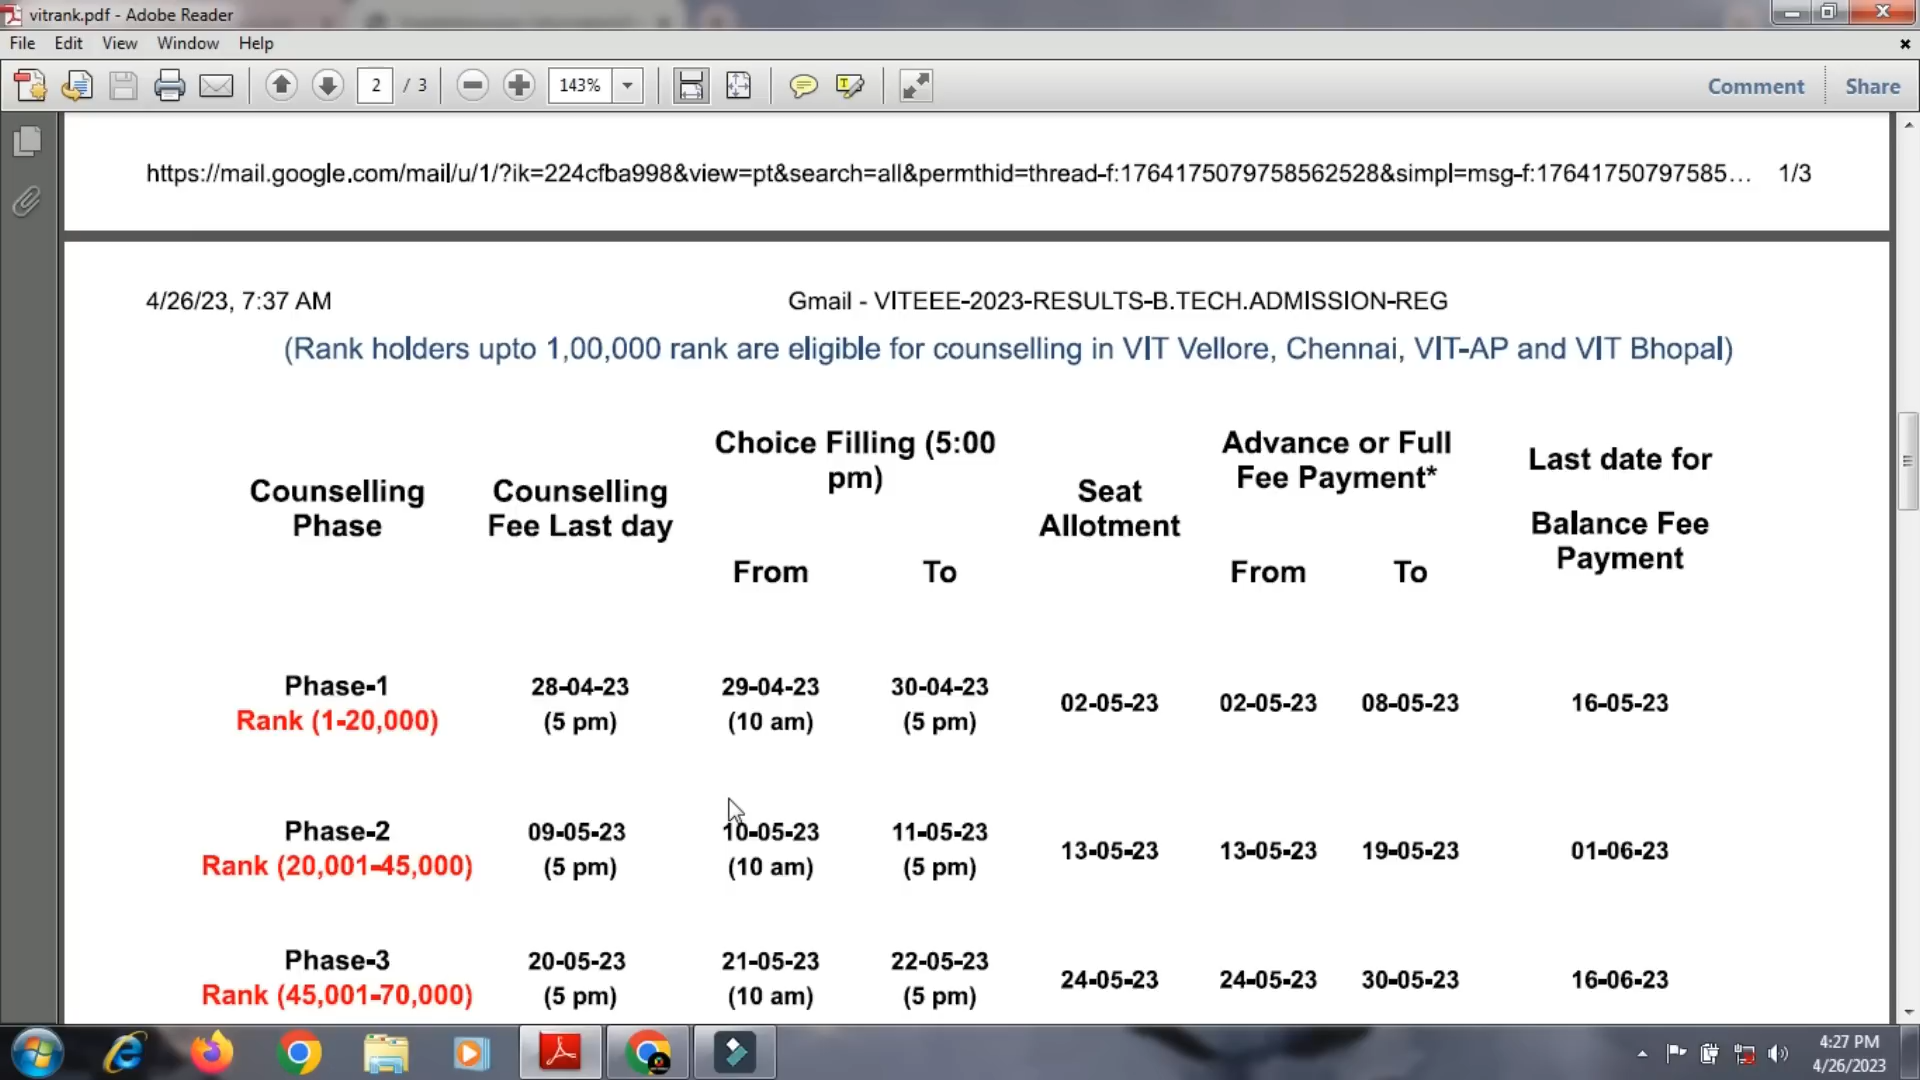 vitrank.pdf - Adobe Reader
File Edit View Window Help
2 / 3 143% Comment Share
https://mail.google.com/mail/u/1/?ik=224cfba998&view=pt&search=all&permthid=thread-f:1764175079758562528&simpl=msg-f:17641750797585… 1/3
4/26/23, 7:37 AM Gmail - VITEEE-2023-RESULTS-B.TECH.ADMISSION-REG
(Rank holders upto 1,00,000 rank are eligible for counselling in VIT Vellore, Chennai, VIT-AP and VIT Bhopal)
Counselling
Phase
Counselling
Fee Last day
Choice Filling (5:00
pm)
From To
Seat
Allotment
Advance or Full
Fee Payment*
From To
Last date for
Balance Fee
Payment
Phase-1 28-04-23 29-04-23 30-04-23 02-05-23 02-05-23 08-05-23 16-05-23
Rank (1-20,000) (5 pm) (10 am) (5 pm)
Phase-2 09-05-23 10-05-23 11-05-23 13-05-23 13-05-23 19-05-23 01-06-23
Rank (20,001-45,000) (5 pm) (10 am) (5 pm)
Phase-3 20-05-23 21-05-23 22-05-23 24-05-23 24-05-23 30-05-23 16-06-23
Rank (45,001-70,000) (5 pm) (10 am) (5 pm)
4:27 PM
4/26/2023